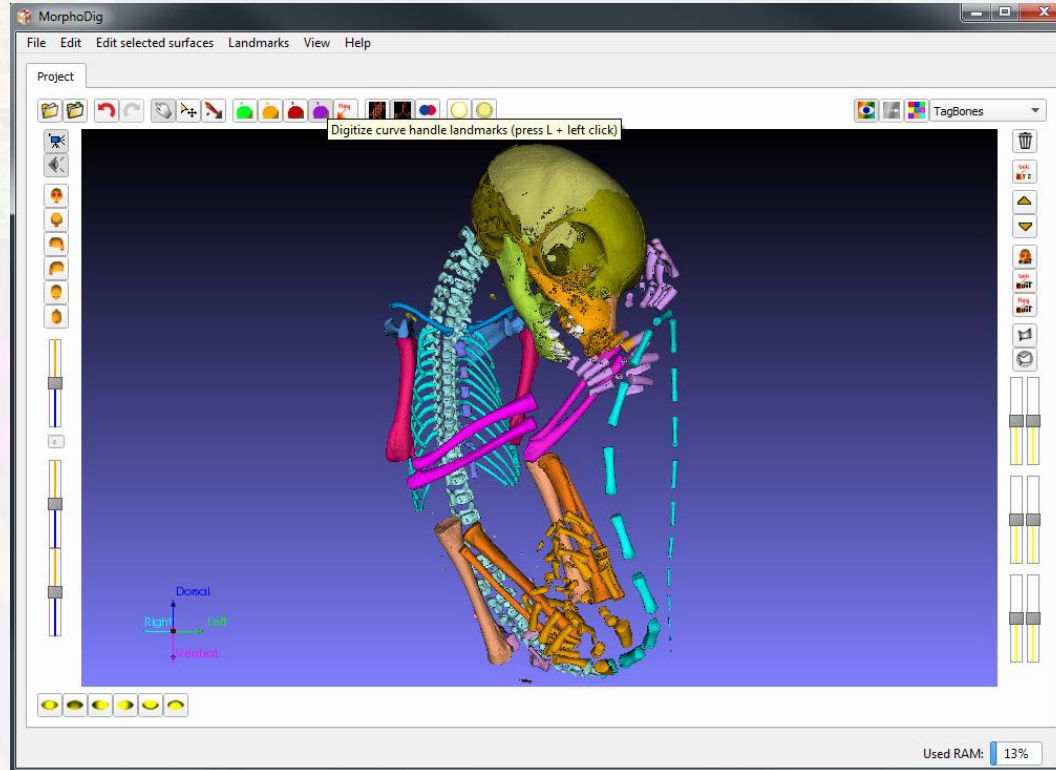 MorphoDig
File Edit Edit selected surfaces Landmarks View Help
Project
flag
TagBones
Digitize curve handle landmarks (press L + left click)
Dorsal
Right Left
Ventral
Used RAM: 13%